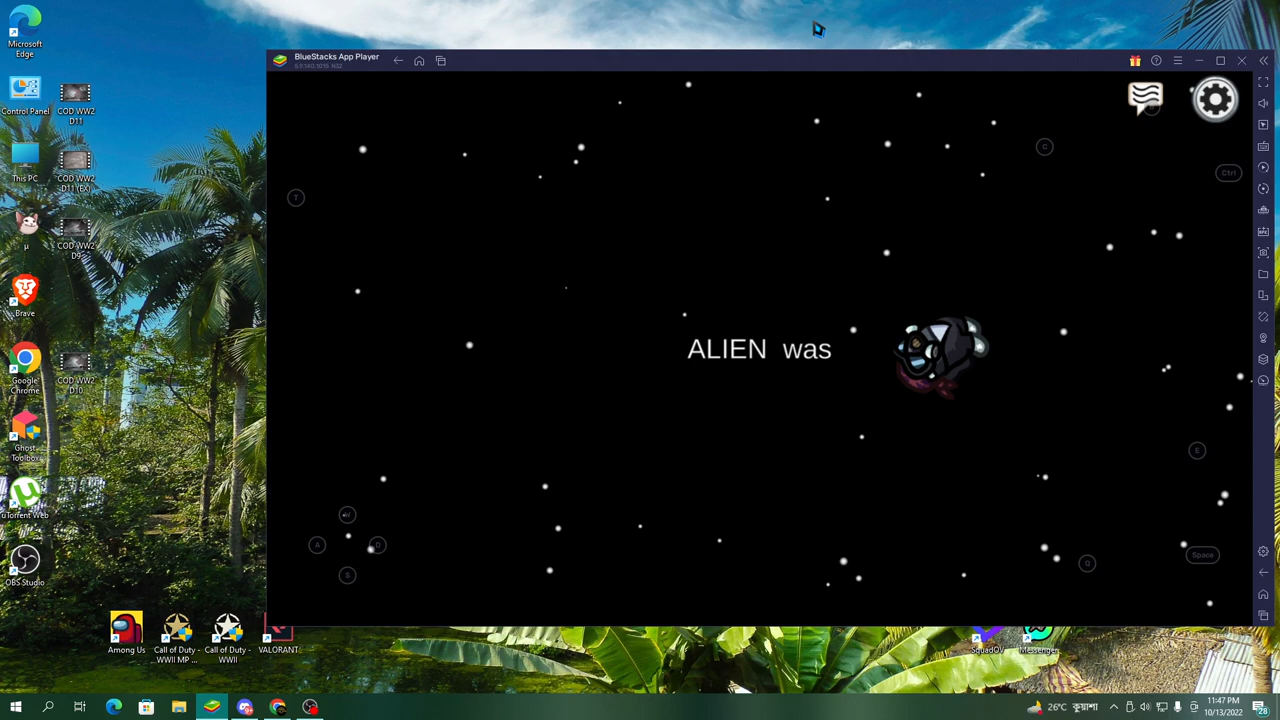 Microsoft
Edge
Control Panel
COD WW2
D11
This PC
COD WW2
D11 (EX)
µ
COD WW2
D9
Brave
Google
Chrome
COD WW2
D10
Ghost
Toolbox
uTorrent Web
OBS Studio
Among Us
Call of Duty -
WWII MP ...
Call of Duty -
WWII
VALORANT
BlueStacks App Player
T
C
Ctrl
ALIEN was
E
W
A
D
S
Q
Space
SquadOV
Messenger
26°C কুয়াশা
11:47 PM
10/13/2022
28